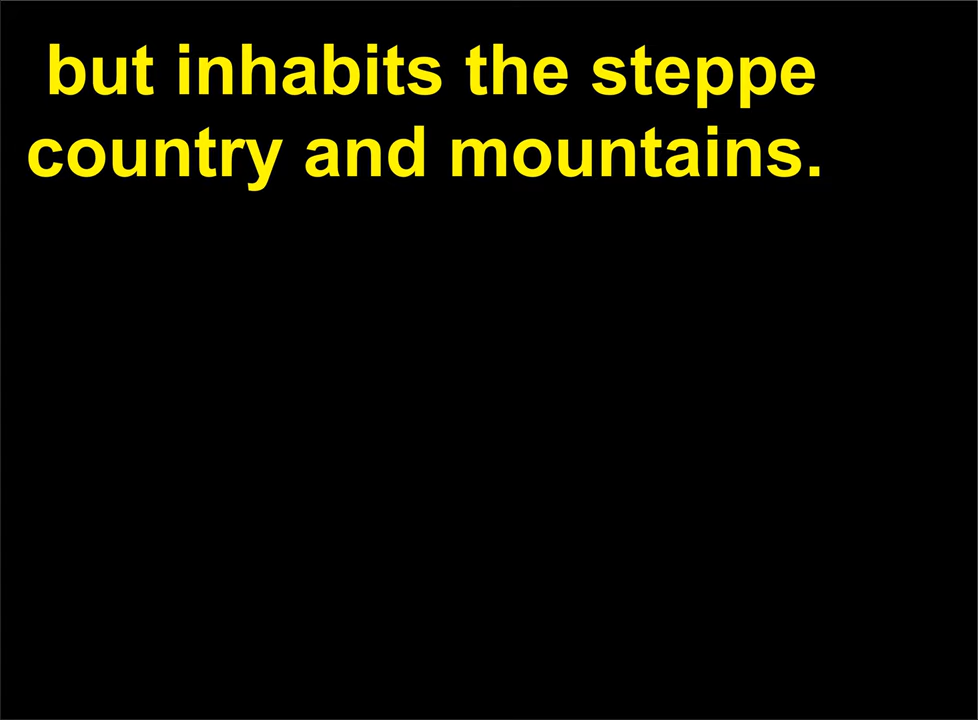 but inhabits the steppe
country and mountains.